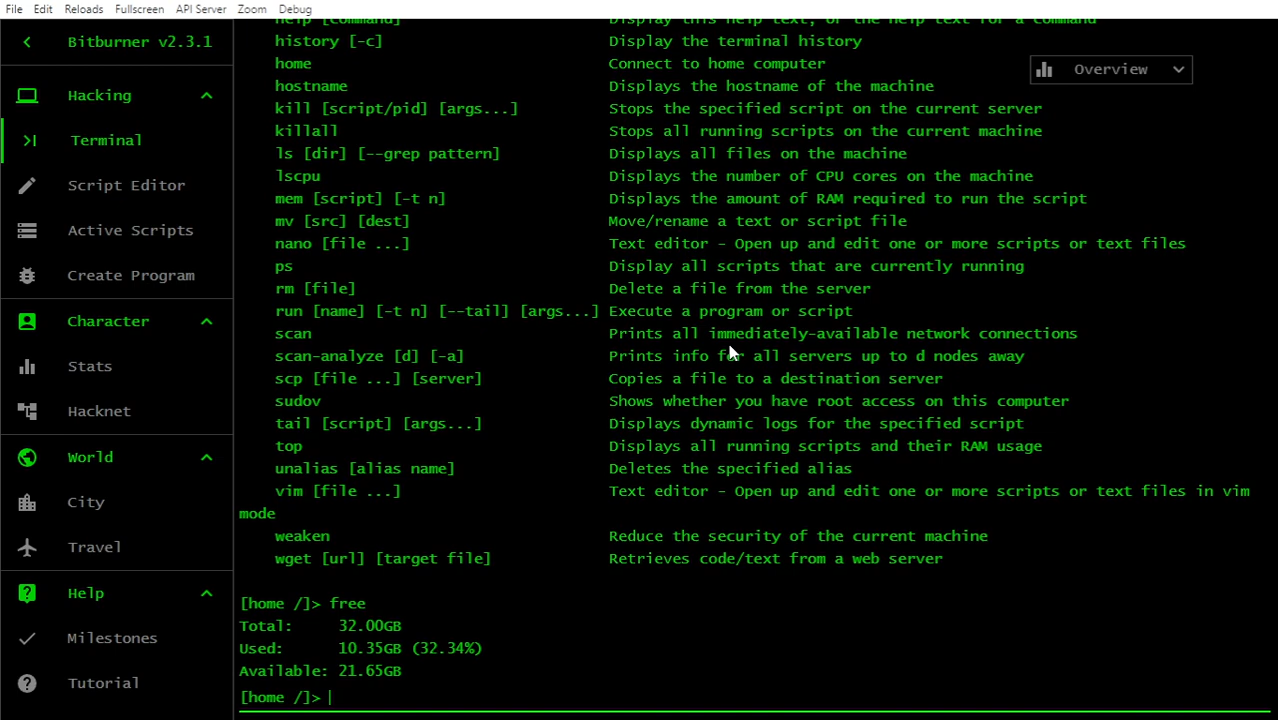 File Edit Reloads Fullscreen API Server Zoom Debug
Bitburner v2.3.1
Hacking
Terminal
Script Editor
Active Scripts
Create Program
Character
Stats
Hacknet
World
City
Travel
Help
Milestones
Tutorial
Overview
help [command] Display this help text, or the help text for a command
history [-c] Display the terminal history
home Connect to home computer
hostname Displays the hostname of the machine
kill [script/pid] [args...] Stops the specified script on the current server
killall Stops all running scripts on the current machine
ls [dir] [--grep pattern] Displays all files on the machine
lscpu Displays the number of CPU cores on the machine
mem [script] [-t n] Displays the amount of RAM required to run the script
mv [src] [dest] Move/rename a text or script file
nano [file ...] Text editor - Open up and edit one or more scripts or text files
ps Display all scripts that are currently running
rm [file] Delete a file from the server
run [name] [-t n] [--tail] [args...] Execute a program or script
scan Prints all immediately-available network connections
scan-analyze [d] [-a] Prints info for all servers up to d nodes away
scp [file ...] [server] Copies a file to a destination server
sudov Shows whether you have root access on this computer
tail [script] [args...] Displays dynamic logs for the specified script
top Displays all running scripts and their RAM usage
unalias [alias name] Deletes the specified alias
vim [file ...] Text editor - Open up and edit one or more scripts or text files in vim
mode
weaken Reduce the security of the current machine
wget [url] [target file] Retrieves code/text from a web server
[home /]> free
Total: 32.00GB
Used: 10.35GB (32.34%)
Available: 21.65GB
[home /]>